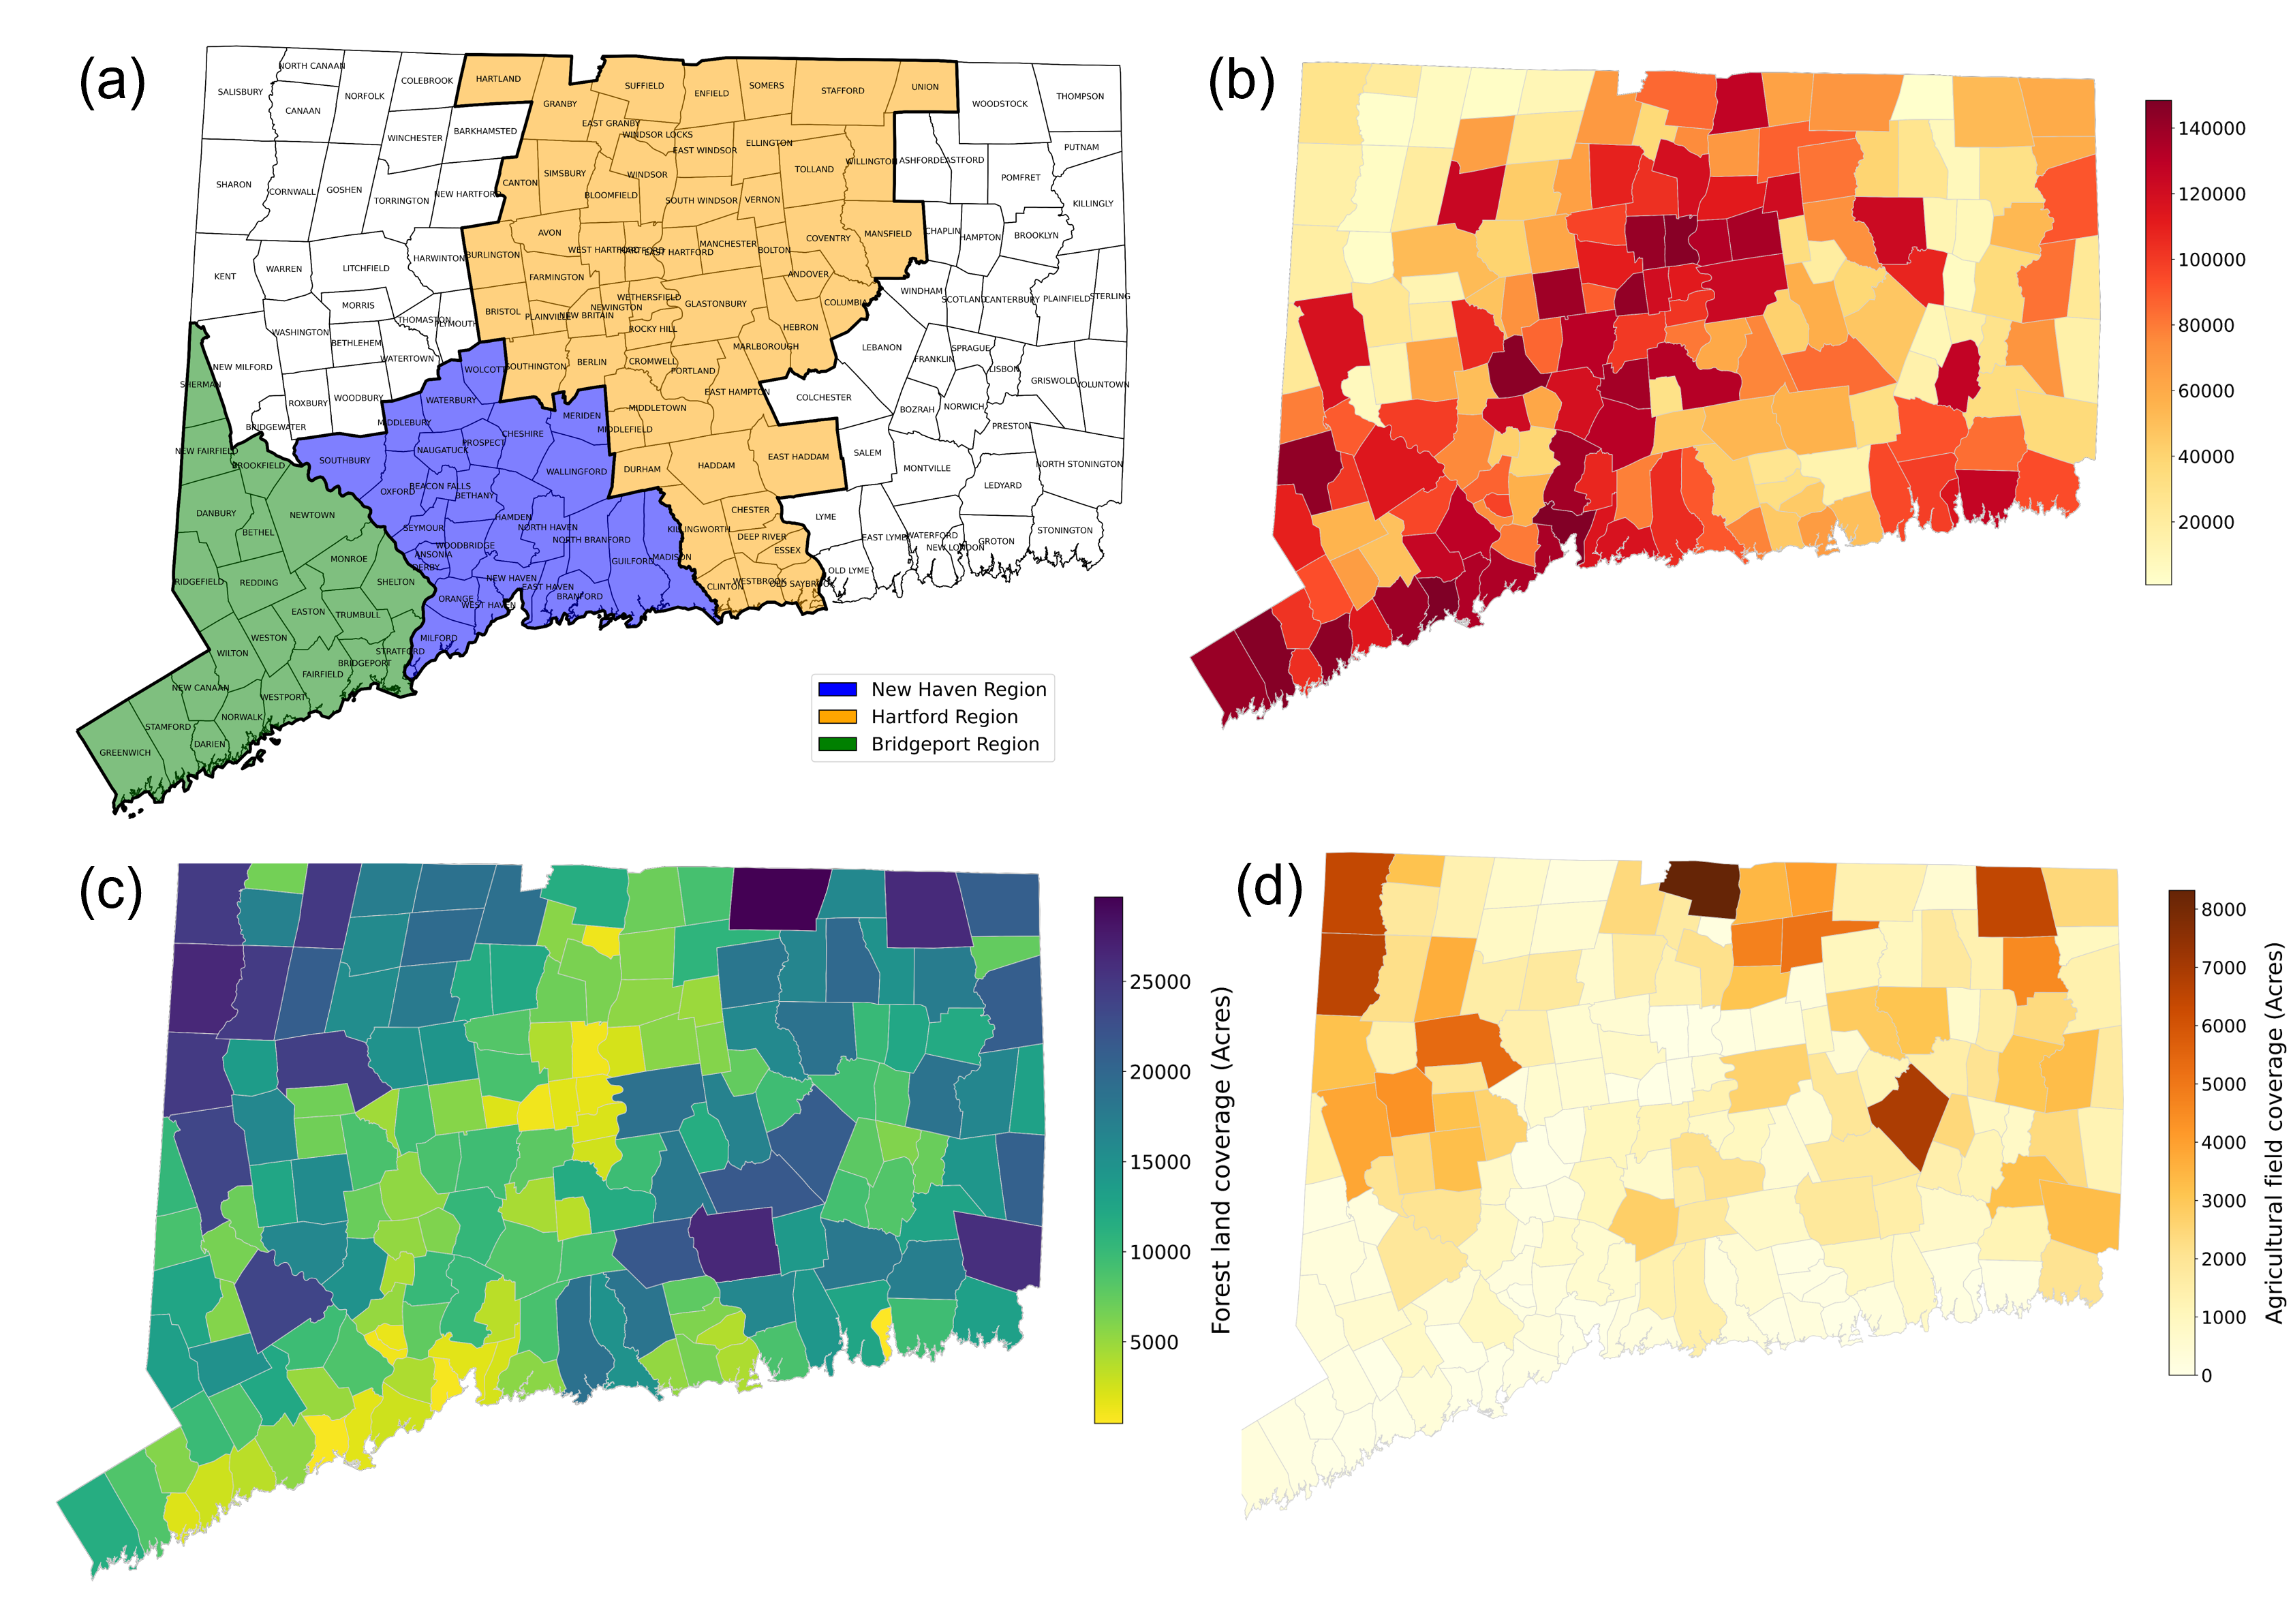 (a)
NORTH CANAAN
SALISBURY
CANAAN
NORFOLK
COLEBROOK
HARTLAND
GRANBY
SUFFIELD
ENFIELD
SOMERS
STAFFORD
UNION
WOODSTOCK
THOMPSON
WINCHESTER
BARKHAMSTED
EAST GRANBY
WINDSOR LOCKS
EAST WINDSOR
ELLINGTON
TOLLAND
WILLINGTON
ASHFORD
EASTFORD
PUTNAM
POMFRET
SHARON
CORNWALL
GOSHEN
TORRINGTON
NEW HARTFORD
CANTON
SIMSBURY
BLOOMFIELD
WINDSOR
SOUTH WINDSOR
VERNON
KILLINGLY
AVON
WEST HARTFORD
HARTFORD
EAST HARTFORD
MANCHESTER
BOLTON
COVENTRY
MANSFIELD
CHAPLIN
HAMPTON
BROOKLYN
KENT
WARREN
LITCHFIELD
HARWINTON
BURLINGTON
FARMINGTON
ANDOVER
MORRIS
BRISTOL
PLAINVILLE
NEW BRITAIN
NEWINGTON
WETHERSFIELD
GLASTONBURY
COLUMBIA
WINDHAM
SCOTLAND
CANTERBURY
PLAINFIELD
STERLING
WASHINGTON
BETHLEHEM
THOMASTON
PLYMOUTH
WATERTOWN
ROCKY HILL
HEBRON
MARLBOROUGH
LEBANON
FRANKLIN
SPRAGUE
LISBON
GRISWOLD
VOLUNTOWN
NEW MILFORD
SHERMAN
ROXBURY
WOODBURY
WOLCOTT
SOUTHINGTON
BERLIN
CROMWELL
PORTLAND
EAST HAMPTON
COLCHESTER
BOZRAH
NORWICH
PRESTON
BRIDGEWATER
MIDDLEBURY
WATERBURY
MERIDEN
MIDDLETOWN
MIDDLEFIELD
NEW FAIRFIELD
BROOKFIELD
SOUTHBURY
NAUGATUCK
PROSPECT
CHESHIRE
WALLINGFORD
DURHAM
HADDAM
EAST HADDAM
SALEM
MONTVILLE
NORTH STONINGTON
LEDYARD
DANBURY
BETHEL
NEWTOWN
OXFORD
BEACON FALLS
BETHANY
HAMDEN
NORTH HAVEN
NORTH BRANFORD
KILLINGWORTH
CHESTER
DEEP RIVER
ESSEX
LYME
EAST LYME
WATERFORD
NEW LONDON
GROTON
STONINGTON
SEYMOUR
WOODBRIDGE
ANSONIA
DERBY
MONROE
RIDGEFIELD
REDDING
SHELTON
ORANGE
NEW HAVEN
WEST HAVEN
EAST HAVEN
BRANFORD
GUILFORD
MADISON
CLINTON
WESTBROOK
OLD SAYBROOK
OLD LYME
EASTON
TRUMBULL
WESTON
WILTON
MILFORD
STRATFORD
BRIDGEPORT
FAIRFIELD
NEW CANAAN
WESTPORT
STAMFORD
NORWALK
DARIEN
GREENWICH
New Haven Region
Hartford Region
Bridgeport Region
(b)
140000
120000
100000
80000
60000
40000
20000
(c)
25000
20000
15000
10000
5000
Forest land coverage (Acres)
(d)
8000
7000
6000
5000
4000
3000
2000
1000
0
Agricultural field coverage (Acres)